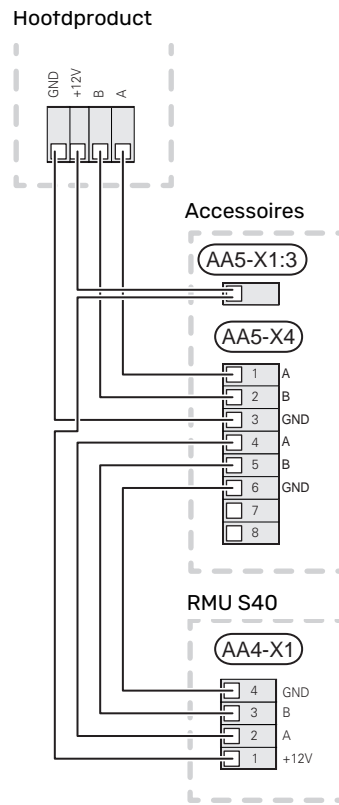 Hoofdproduct
GND
+12V
B
A
Accessoires
AA5-X1:3
AA5-X4
1 A
2 B
3 GND
4 A
5 B
6 GND
7
8
RMU S40
AA4-X1
4 GND
3 B
2 A
1 +12V